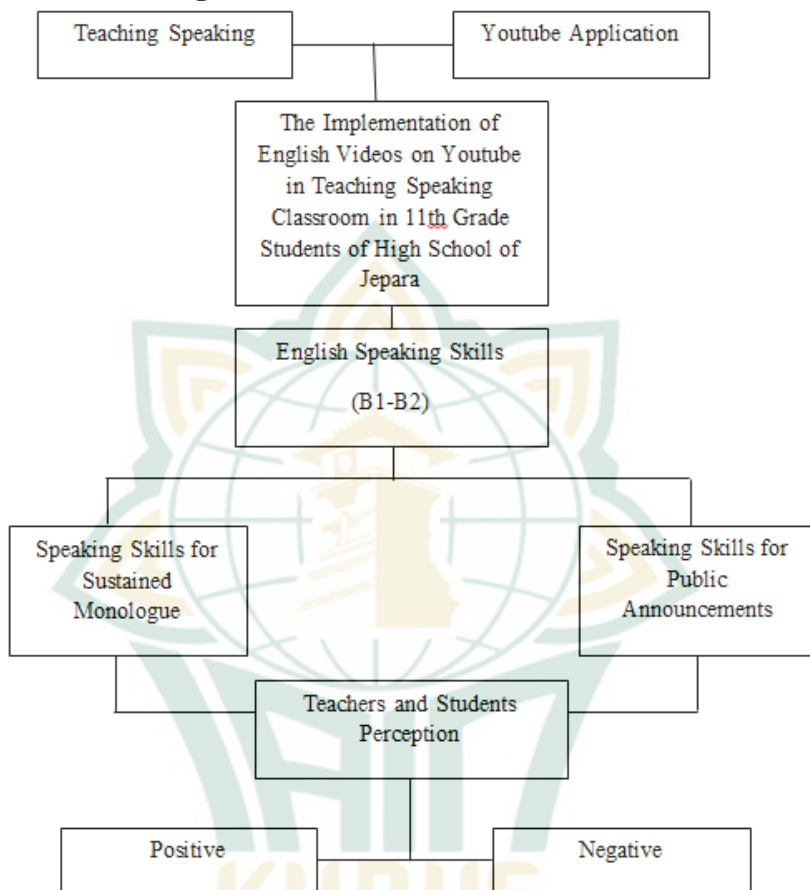 Teaching Speaking
Youtube Application
The Implementation of
English Videos on Youtube
in Teaching Speaking
Classroom in 11th Grade
Students of High School of
Jepara
English Speaking Skills
(B1-B2)
Speaking Skills for
Sustained
Monologue
Speaking Skills for
Public
Announcements
Teachers and Students
Perception
Positive
Negative